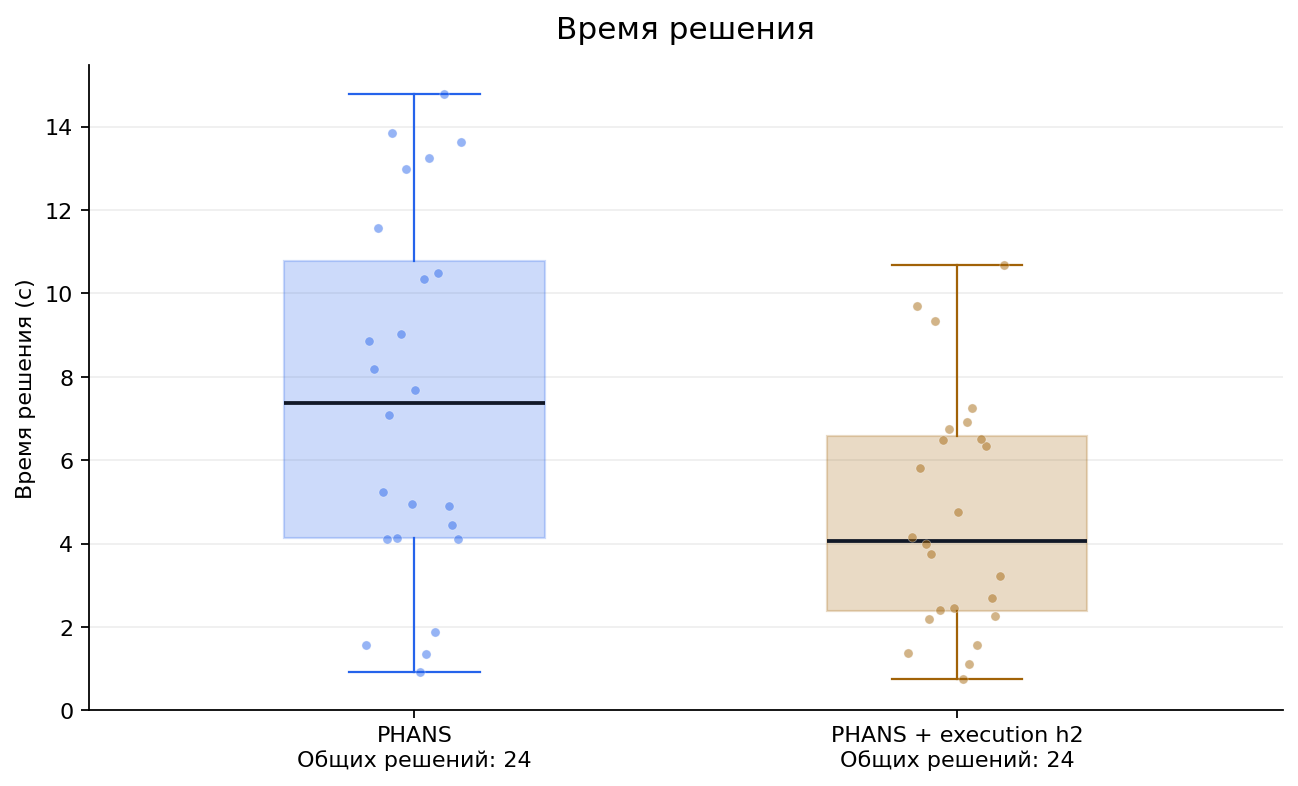 Время решения
Время решения (с)
14
12
10
8
6
4
2
0
PHANS
Общих решений: 24
PHANS + execution h2
Общих решений: 24